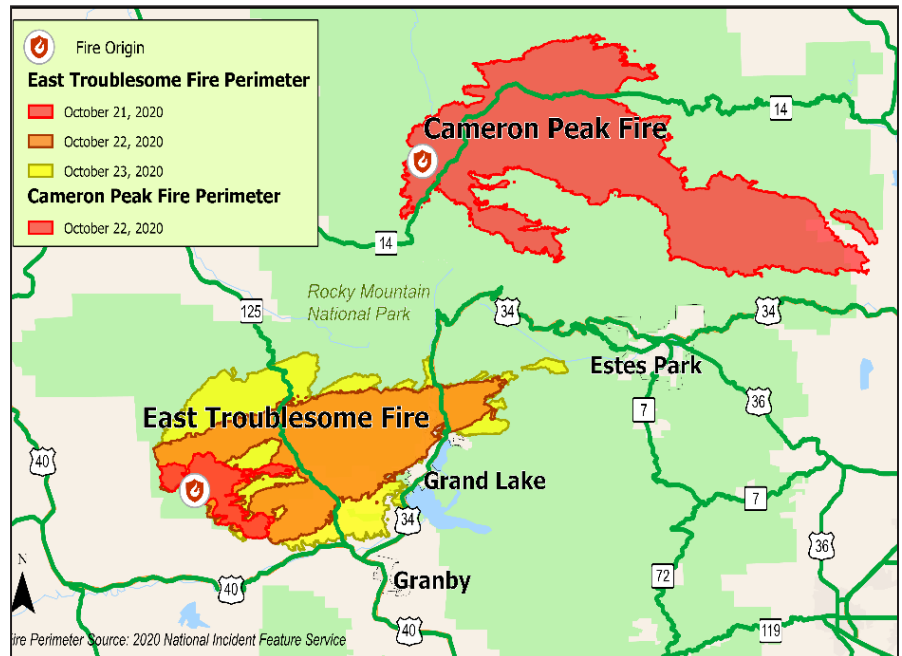 Fire Origin
East Troublesome Fire Perimeter
October 21, 2020
October 22, 2020
October 23, 2020
Cameron Peak Fire Perimeter
October 22, 2020
14
Cameron Peak Fire
14
Rocky Mountain
National Park
125
34
34
Estes Park
36
7
East Troublesome Fire
40
Grand Lake
7
34
36
N
Granby
72
40
40
119
ire Perimeter Source: 2020 National Incident Feature Service